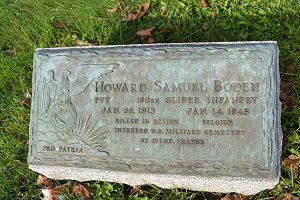 HOWARD SAMUEL BODEN
PVT. 193RD GLIDER INFANTRY
JAN. 30, 1913 JAN. 14, 1945
KILLED IN ACTION BELGIUM
INTERRED U.S. MILITARY CEMETERY
ST AVOLD, FRANCE
PRO PATRIA